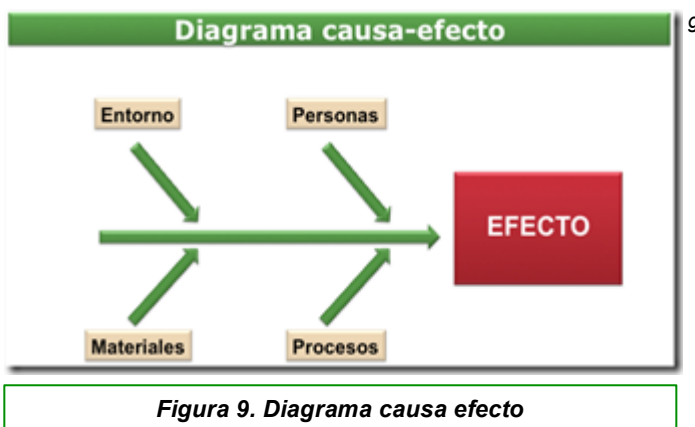 Diagrama causa-efecto
Entorno
Personas
EFECTO
Materiales
Procesos
Figura 9. Diagrama causa efecto